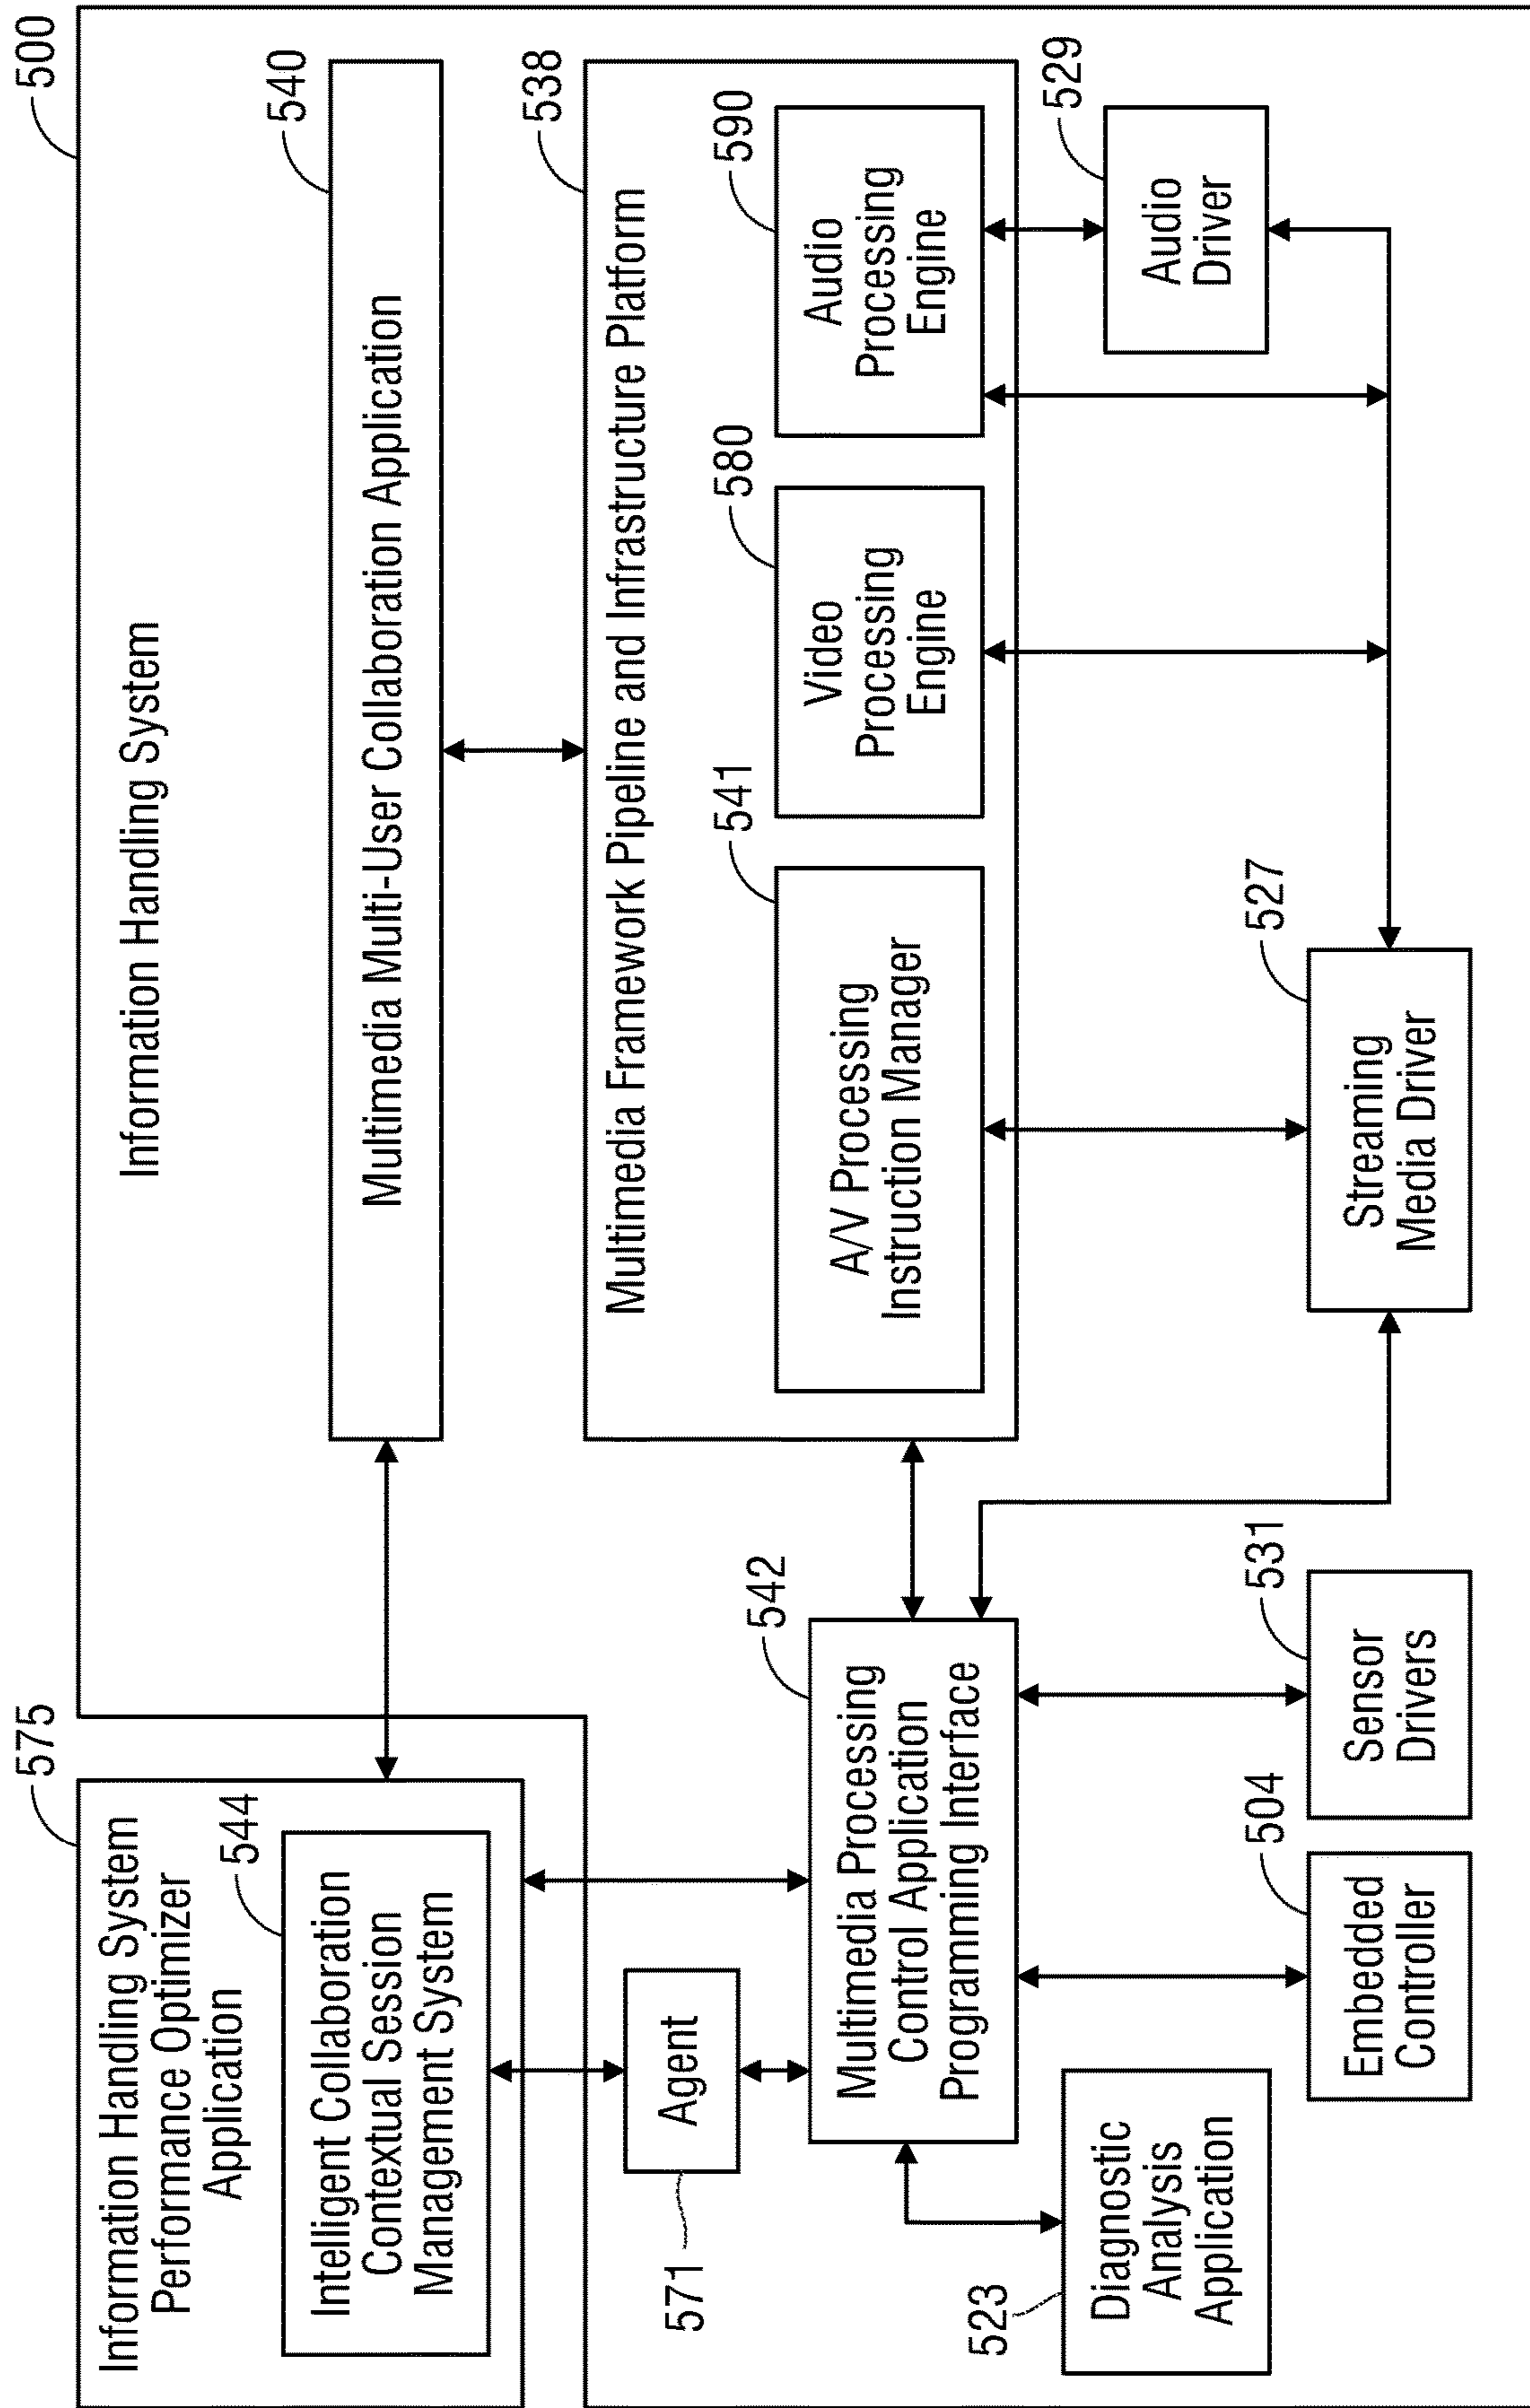 500
Information Handling System
540
Multimedia Multi-User Collaboration Application
575
Information Handling System
Performance Optimizer
Application
544
Intelligent Collaboration
Contextual Session
Management System
538
Multimedia Framework Pipeline and Infrastructure Platform
541
A/V Processing
Instruction Manager
580
Video
Processing
Engine
590
Audio
Processing
Engine
529
Audio
Driver
571
Agent
542
Multimedia Processing
Control Application
Programming Interface
527
Streaming
Media Driver
523
Diagnostic
Analysis
Application
504
Embedded
Controller
531
Sensor
Drivers